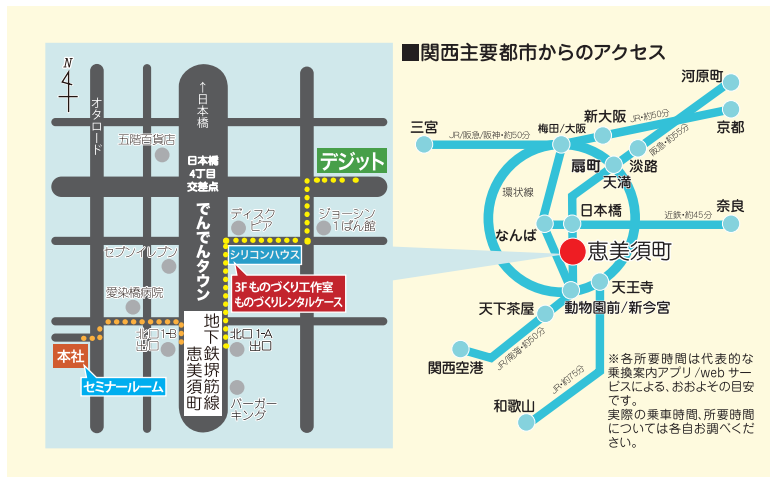 N
オタロード
↑日本橋
五階百貨店
日本橋
4丁目
交差点
デジット
でんでんタウン
ディスク
ピア
ジョーシン
1ばん館
セブンイレブン
シリコンハウス
3Fものづくり工作室
ものづくりレンタルケース
愛染橋病院
北口1-B
出口
地下鉄堺筋線
恵美須町
北口1-A
出口
本社
セミナールーム
バーガー
キング
■関西主要都市からのアクセス
河原町
新大阪
JR・約50分
京都
三宮
JR/阪急/阪神・約50分
梅田/大阪
阪急・約55分
扇町
淡路
天満
環状線
日本橋
奈良
近鉄・約45分
なんば
恵美須町
天王寺
天下茶屋
動物園前/新今宮
JR/南海・約50分
関西空港
JR・約75分
和歌山
※各所要時間は代表的な
乗換案内アプリ/webサー
ビスによる、おおよその目安
です。
実際の乗車時間、所要時間
については各自お調べくだ
さい。